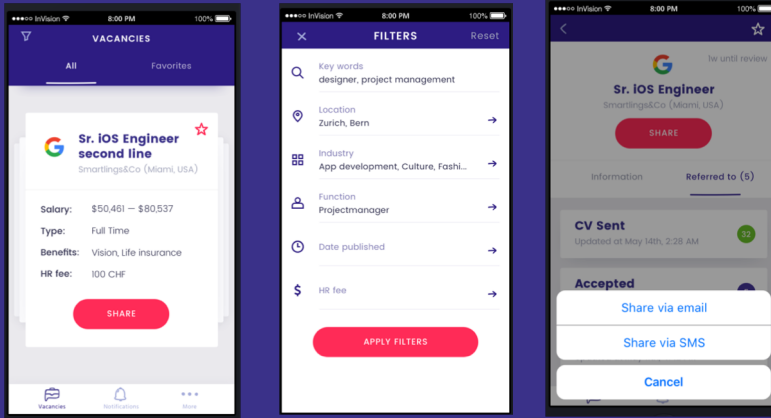 InVision 8:00 PM 100%
VACANCIES
All Favorites
Sr. iOS Engineer
second line
Smartlings&Co (Miami, USA)
Salary: $50,461 — $80,537
Type: Full Time
Benefits: Vision, Life insurance
HR fee: 100 CHF
SHARE
Vacancies Notifications More
InVision 8:00 PM 100%
FILTERS Reset
Key words
designer, project management
Location
Zurich, Bern
Industry
App development, Culture, Fashi...
Function
Projectmanager
Date published
$ HR fee
APPLY FILTERS
InVision 8:00 PM 100%
1w until review
Sr. iOS Engineer
Smartlings&Co (Miami, USA)
SHARE
Information Referred to (5)
CV Sent
Updated at May 14th, 2:28 AM
32
Accepted
Share via email
Share via SMS
Cancel